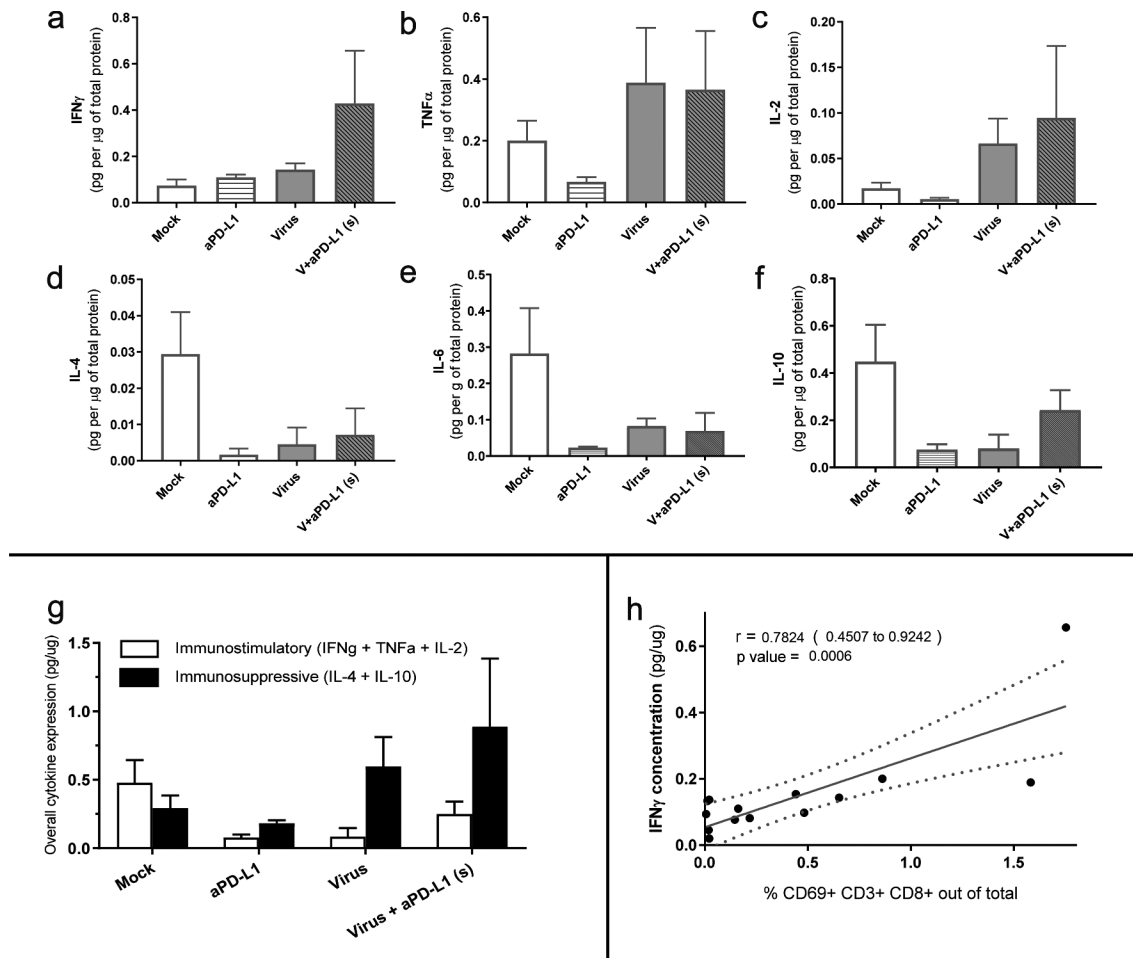 a
IFNγ
(pg per μg of total protein)
0.8
0.6
0.4
0.2
0.0
Mock
aPD-L1
Virus
V+aPD-L1 (s)
b
TNFα
(pg per μg of total protein)
0.6
0.4
0.2
0.0
Mock
aPD-L1
Virus
V+aPD-L1 (s)
c
IL-2
(pg per μg of total protein)
0.20
0.15
0.10
0.05
0.00
Mock
aPD-L1
Virus
V+aPD-L1 (s)
d
IL-4
(pg per μg of total protein)
0.05
0.04
0.03
0.02
0.01
0.00
Mock
aPD-L1
Virus
V+aPD-L1 (s)
e
IL-6
(pg per g of total protein)
0.5
0.4
0.3
0.2
0.1
0.0
Mock
aPD-L1
Virus
V+aPD-L1 (s)
f
IL-10
(pg per μg of total protein)
0.8
0.6
0.4
0.2
0.0
Mock
aPD-L1
Virus
V+aPD-L1 (s)
g
Overall cytokine expression (pg/ug)
1.5
1.0
0.5
0.0
Immunostimulatory (IFNg + TNFa + IL-2)
Immunosuppressive (IL-4 + IL-10)
Mock
aPD-L1
Virus
Virus + aPD-L1 (s)
h
IFNγ concentration (pg/ug)
0.6
0.4
0.2
0.0
r = 0.7824 ( 0.4507 to 0.9242)
p value = 0.0006
0.0 0.5 1.0 1.5
% CD69+ CD3+ CD8+ out of total